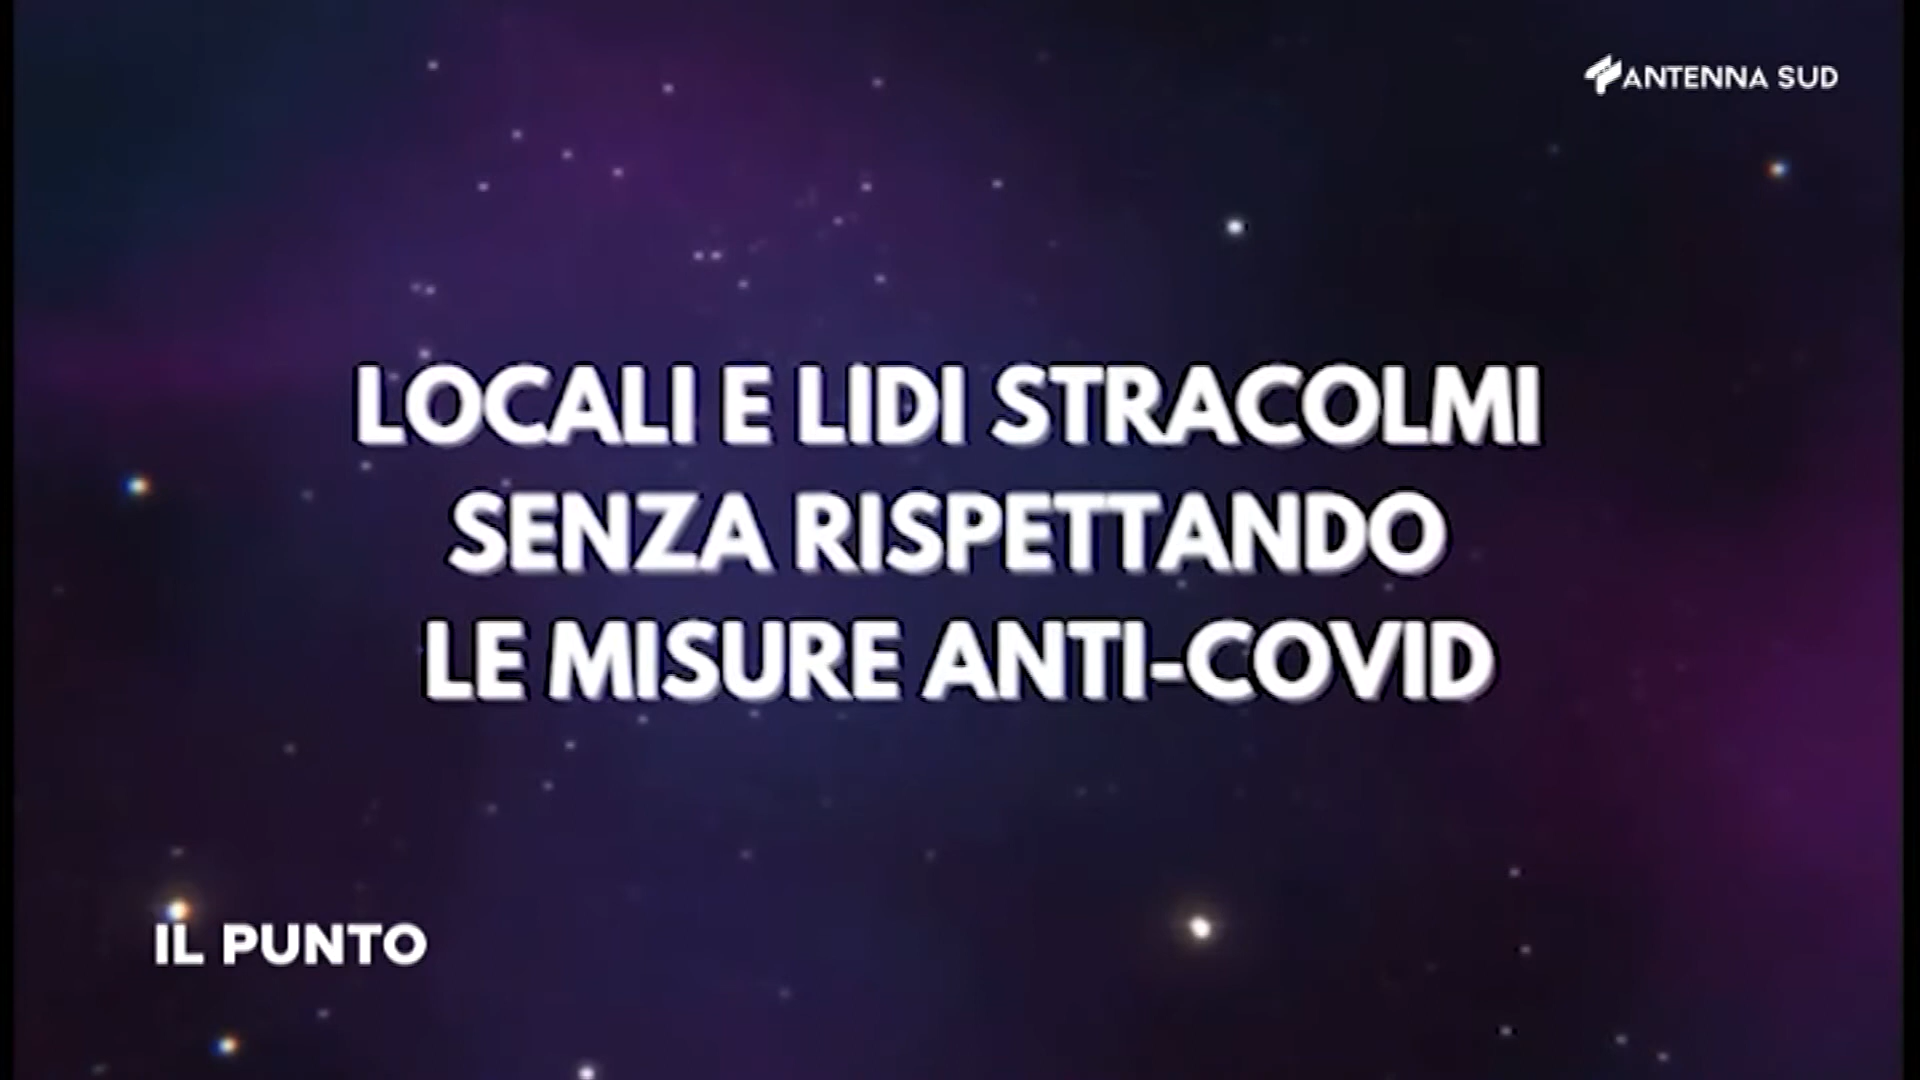 ANTENNA SUD
LOCALI E LIDI STRACOLMI
SENZA RISPETTANDO
LE MISURE ANTI-COVID
IL PUNTO